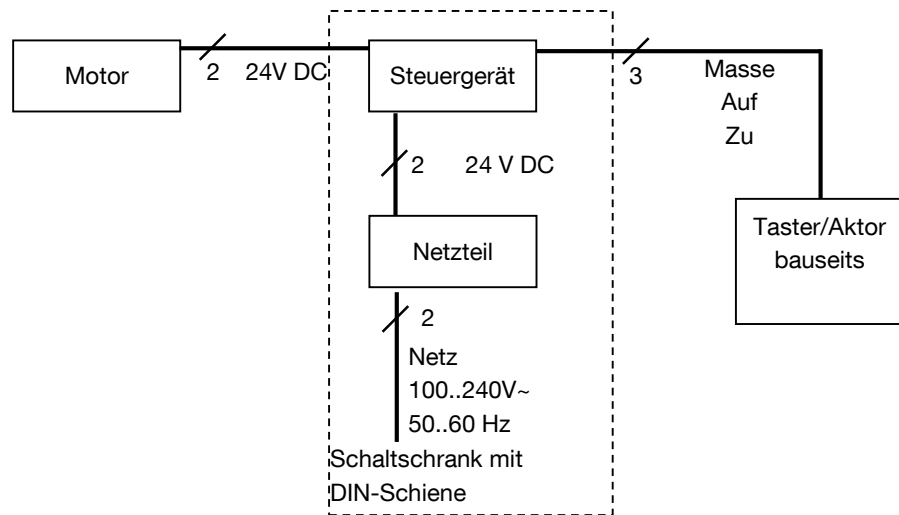 Motor
2 24V DC
Steuergerät
3
Masse
Auf
Zu
2 24 V DC
Netzteil
Taster/Aktor
bauseits
2
Netz
100..240V~
50..60 Hz
Schaltschrank mit
DIN-Schiene